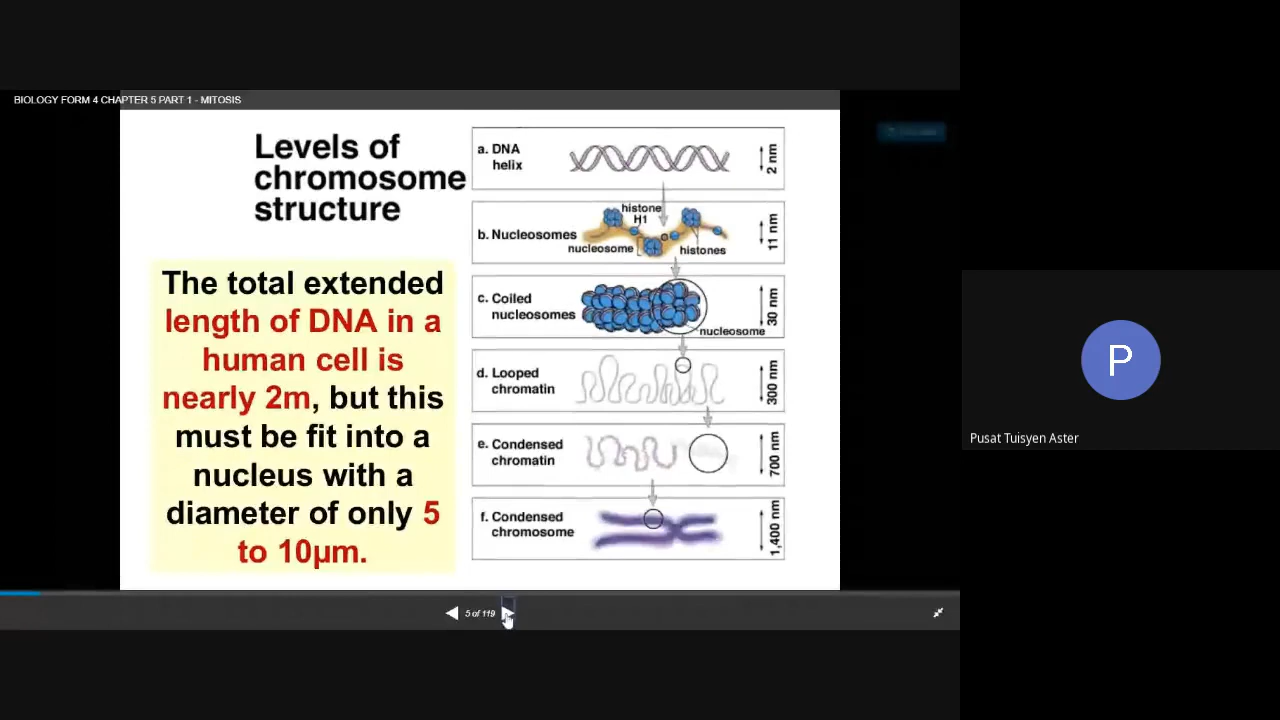 BIOLOGY FORM 4 CHAPTER 5 PART 1 - MITOSIS
Levels of
chromosome
structure
The total extended
length of DNA in a
human cell is
nearly 2m, but this
must be fit into a
nucleus with a
diameter of only 5
to 10µm.
a. DNA
helix
2 nm
histone
H1
b. Nucleosomes
nucleosome
histones
11 nm
c. Coiled
nucleosomes
nucleosome
30 nm
d. Looped
chromatin
300 nm
e. Condensed
chromatin
700 nm
f. Condensed
chromosome
1,400 nm
5 of 119
P
Pusat Tuisyen Aster